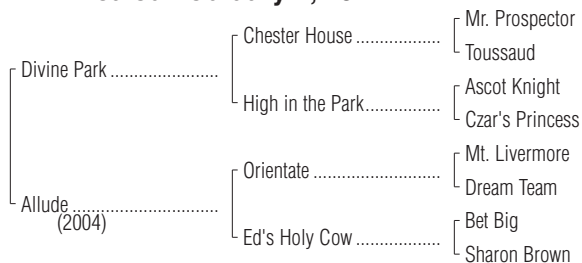 Mr. Prospector
Chester House
Toussaud
Divine Park
Ascot Knight
High in the Park
Czar's Princess
Mt. Livermore
Orientate
Dream Team
Allude
(2004)
Bet Big
Ed's Holy Cow
Sharon Brown